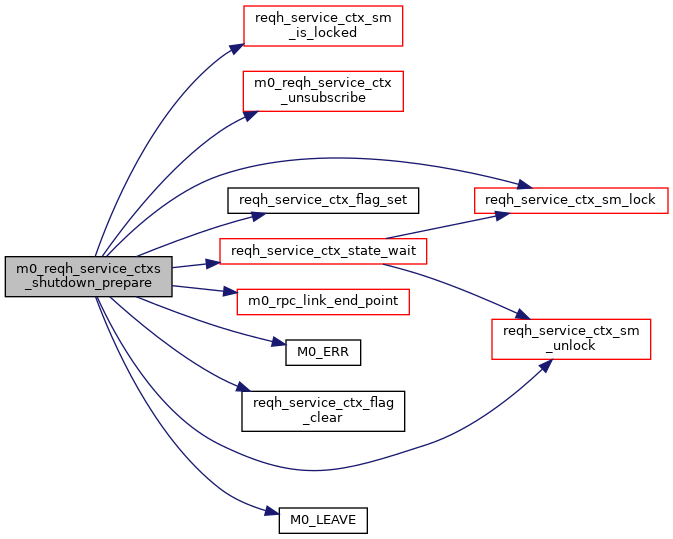 reqh_service_ctx_sm
_is_locked
m0_reqh_service_ctx
_unsubscribe
reqh_service_ctx_flag_set
reqh_service_ctx_sm_lock
reqh_service_ctx_state_wait
m0_reqh_service_ctxs
_shutdown_prepare
m0_rpc_link_end_point
reqh_service_ctx_sm
_unlock
M0_ERR
reqh_service_ctx_flag
_clear
M0_LEAVE